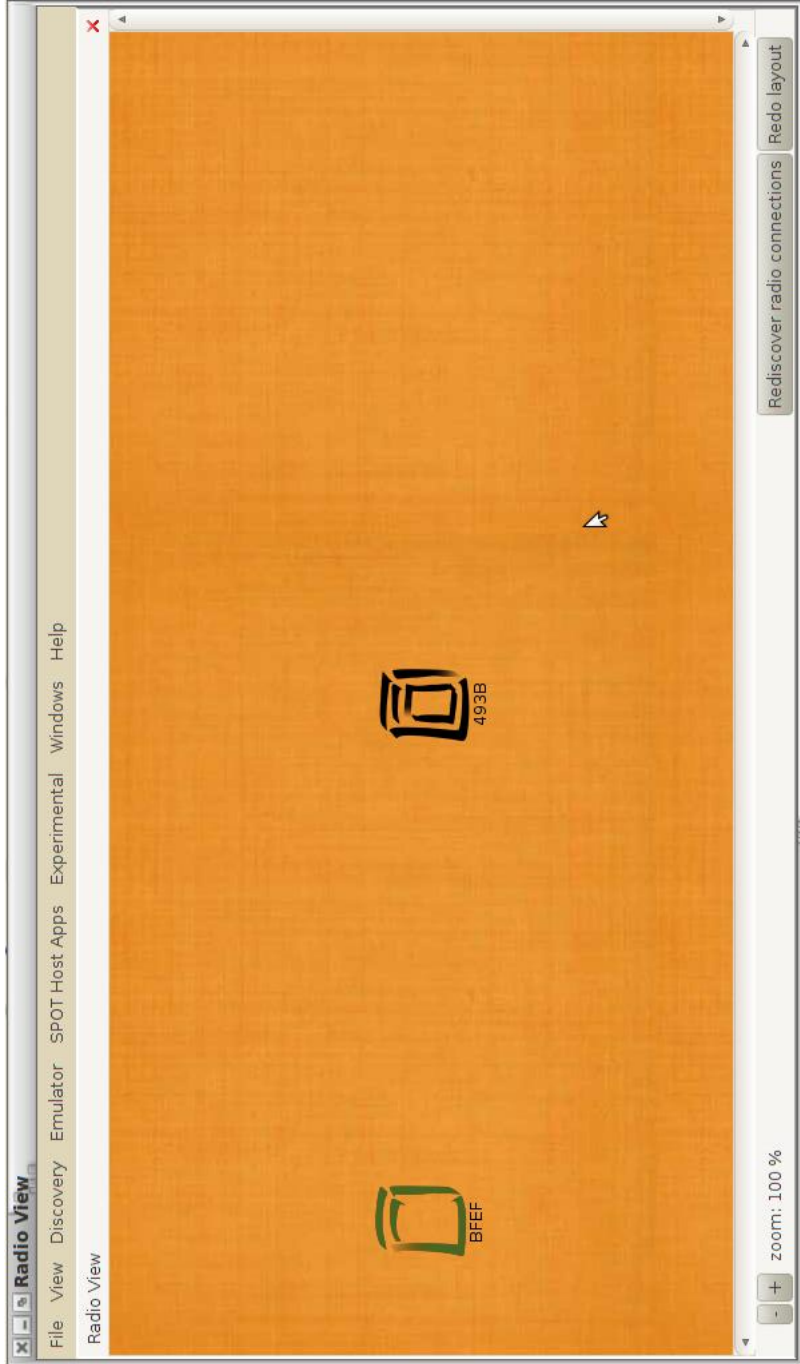 Radio View
File View Discovery Emulator SPOT Host Apps Experimental Windows Help
Radio View
BFEF
493B
- + zoom: 100 % Rediscover radio connections Redo layout